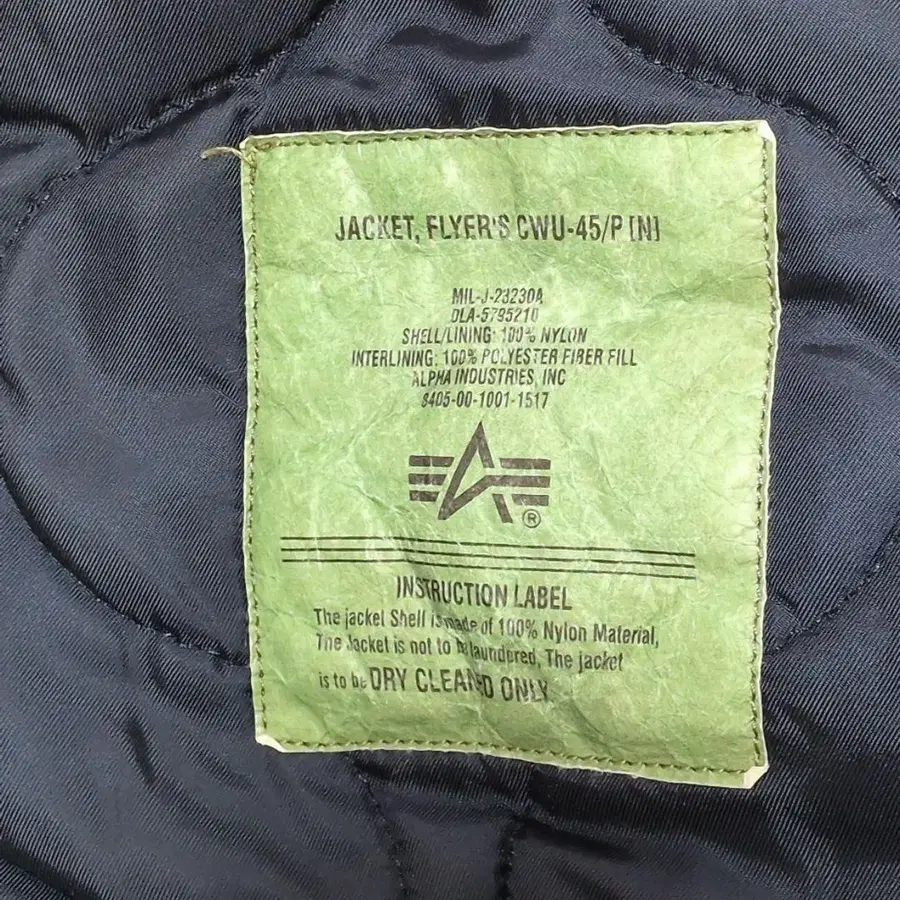 JACKET, FLYER'S CWU-45/P [N]
MIL-J-23230A
DLA-5795210
SHELL/LINING: 100% NYLON
INTERLINING: 100% POLYESTER FIBER FILL
ALPHA INDUSTRIES, INC
8405-00-1001-1517
®
INSTRUCTION LABEL
The jacket Shell is made of 100% Nylon Material,
The Jacket is not to be laundered, The jacket
is to be DRY CLEANED ONLY